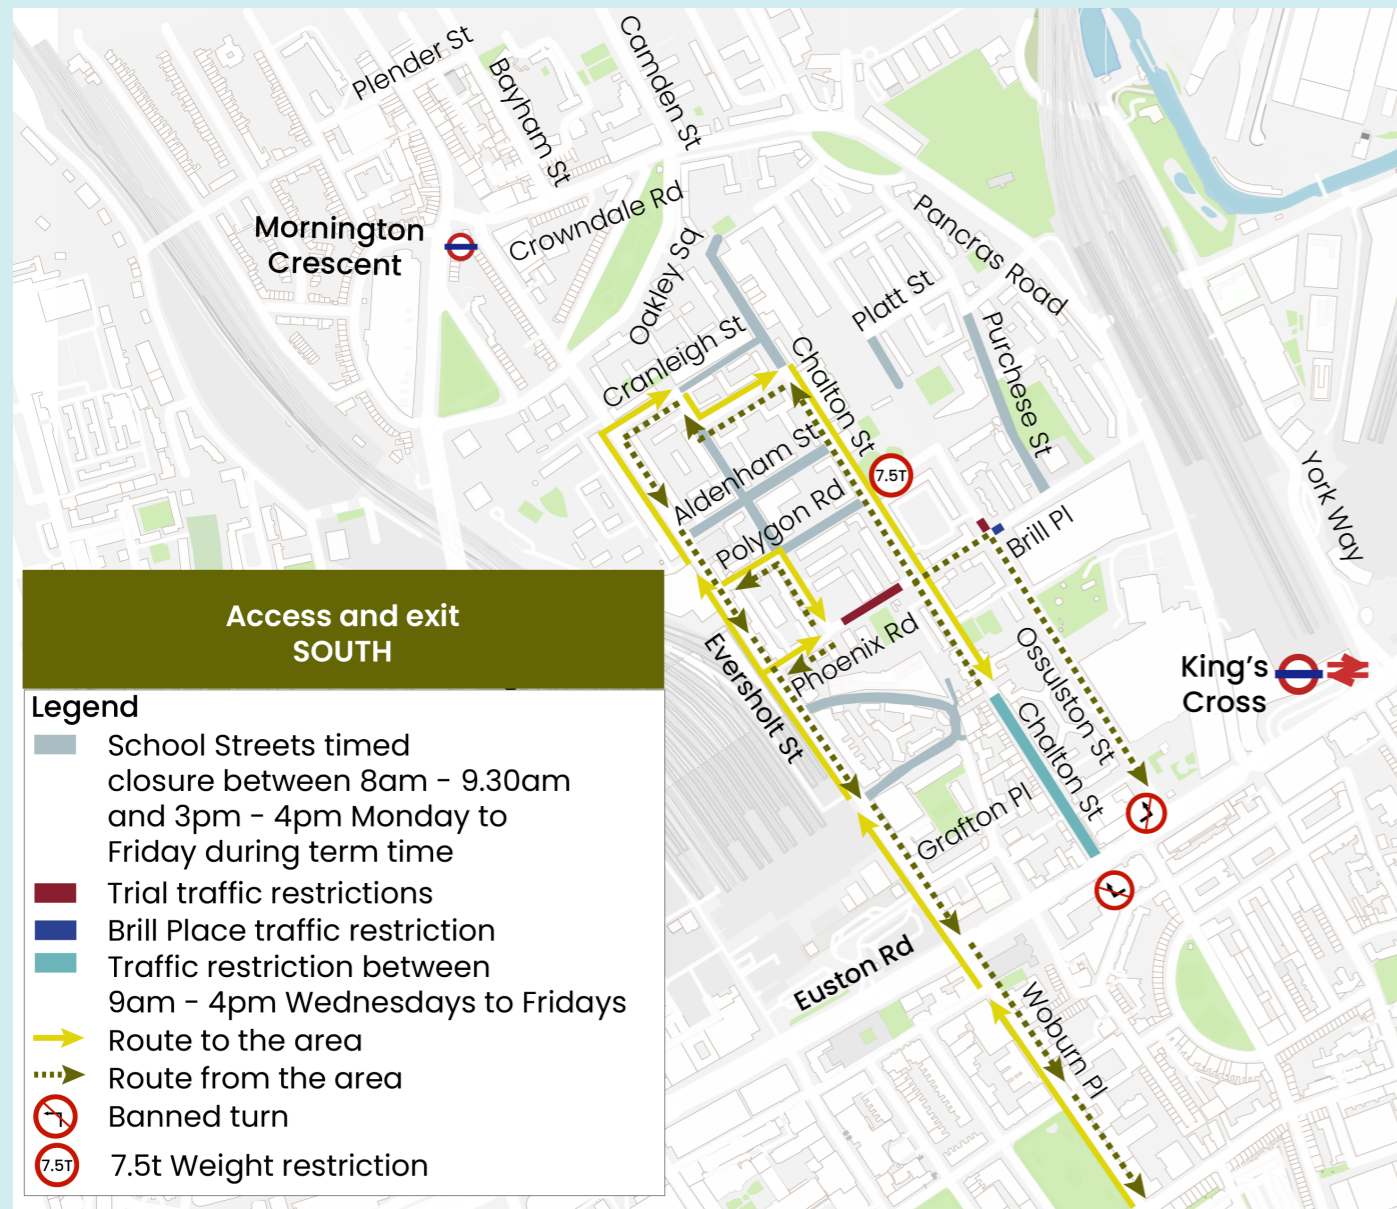 Plender St
Bayham St
Camden St
Mornington
Crescent
Crowndale Rd
Oakley Sq
Pancras Road
Platt St
Cranleigh St
Purchese St
Chalton St
7.5T
Aldenham St
Polygon Rd
York Way
Brill Pl
Phoenix Rd
Eversholt St
Ossulston St
King's
Cross
Chalton St
Grafton Pl
Euston Rd
Woburn Pl
Access and exit
SOUTH
Legend
School Streets timed
closure between 8am - 9.30am
and 3pm - 4pm Monday to
Friday during term time
Trial traffic restrictions
Brill Place traffic restriction
Traffic restriction between
9am - 4pm Wednesdays to Fridays
Route to the area
Route from the area
Banned turn
7.5T
7.5t Weight restriction